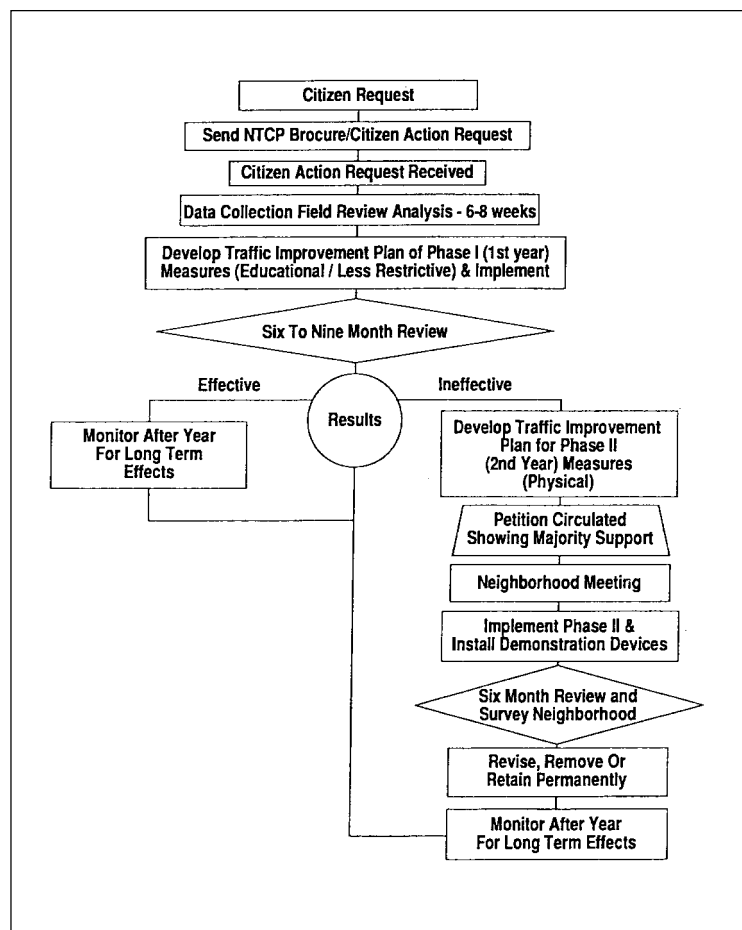 Citizen Request
Send NTCP Brocure/Citizen Action Request
Citizen Action Request Received
Data Collection Field Review Analysis - 6-8 weeks
Develop Traffic Improvement Plan of Phase I (1st year)
Measures (Educational / Less Restrictive) & Implement
Six To Nine Month Review
Effective
Ineffective
Results
Monitor After Year
For Long Term
Effects
Develop Traffic Improvement
Plan for Phase II
(2nd Year) Measures
(Physical)
Petition Circulated
Showing Majority Support
Neighborhood Meeting
Implement Phase II &
Install Demonstration Devices
Six Month Review and
Survey Neighborhood
Revise, Remove Or
Retain Permanently
Monitor After Year
For Long Term Effects